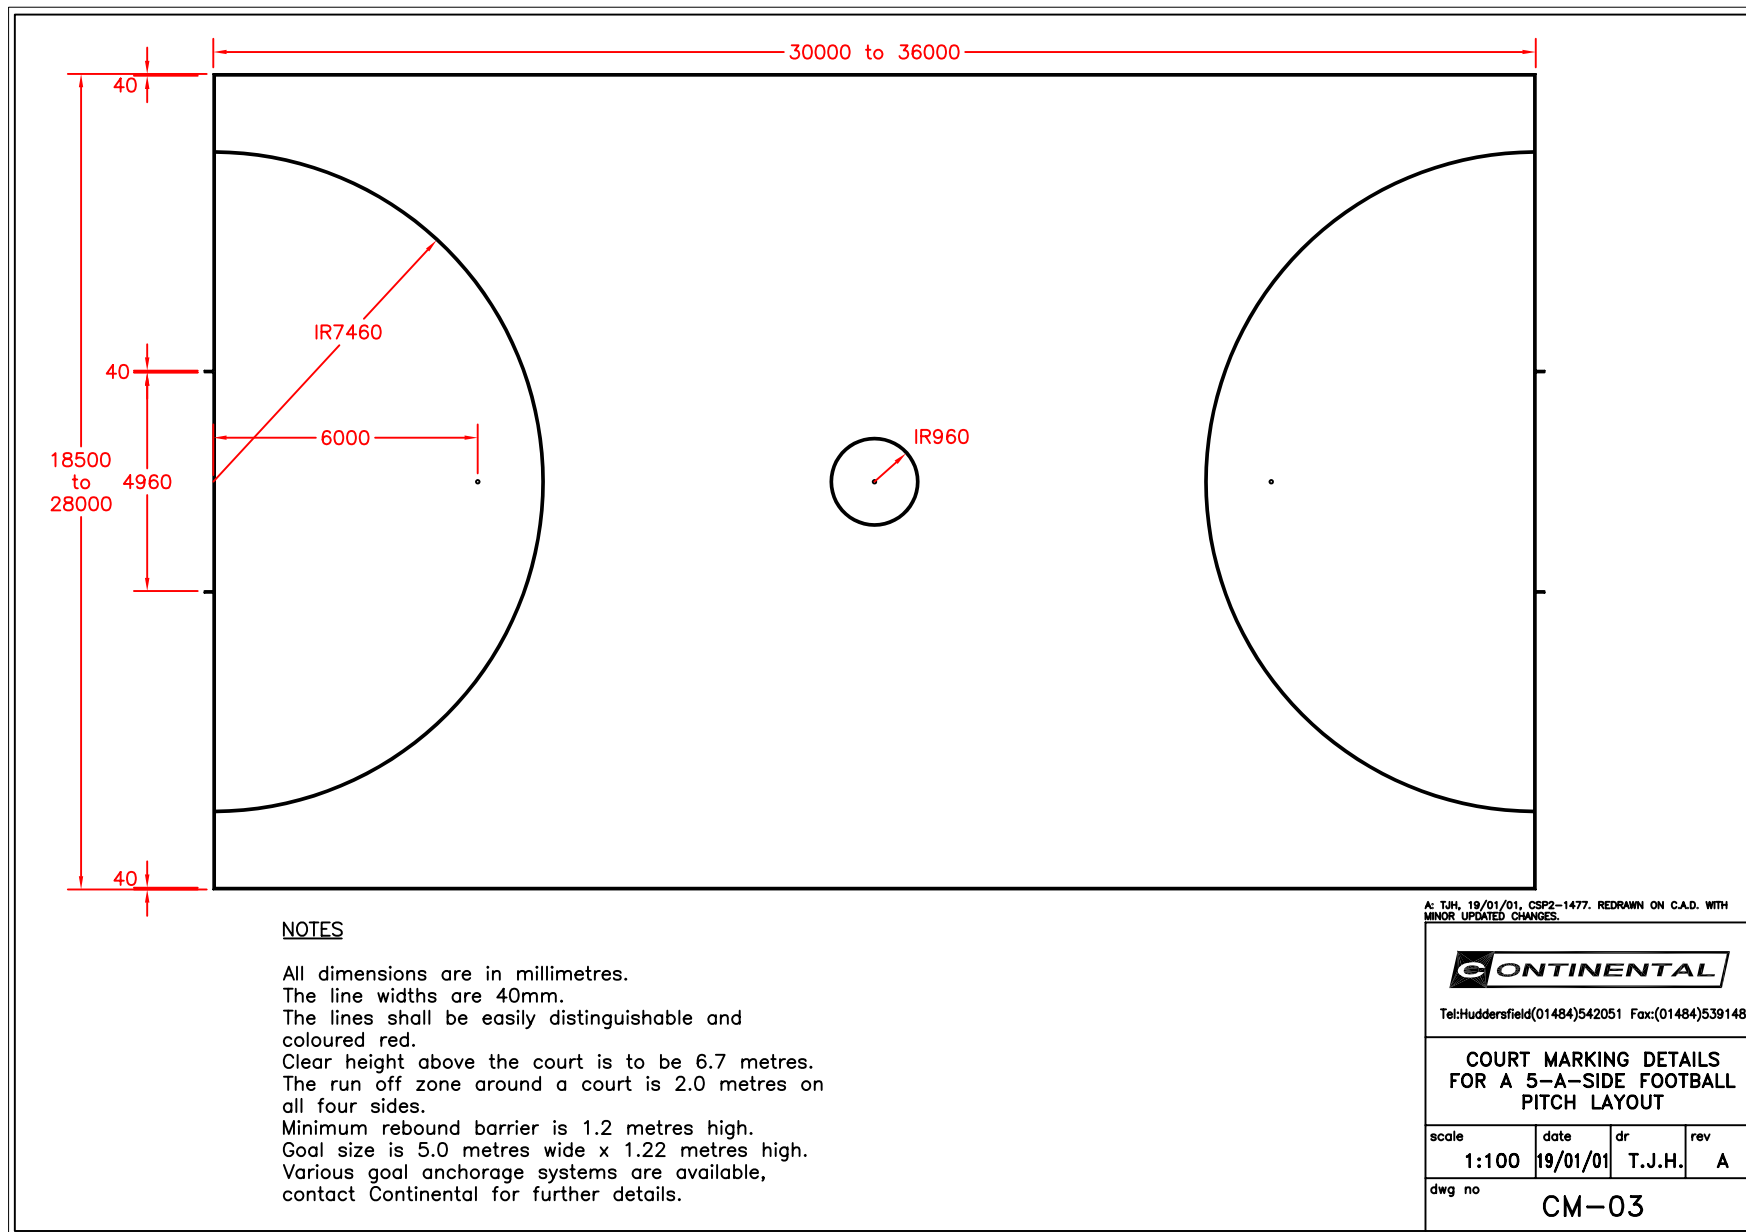 30000 to 36000
40
IR7460
40
6000
IR960
18500
to
28000
4960
40
NOTES
All dimensions are in millimetres.
The line widths are 40mm.
The lines shall be easily distinguishable and
coloured red.
Clear height above the court is to be 6.7 metres.
The run off zone around a court is 2.0 metres on
all four sides.
Minimum rebound barrier is 1.2 metres high.
Goal size is 5.0 metres wide x 1.22 metres high.
Various goal anchorage systems are available,
contact Continental for further details.
A: TJH, 19/01/01, CSP2-1477. REDRAWN ON C.A.D. WITH
MINOR UPDATED CHANGES.
CONTINENTAL
Tel:Huddersfield(01484)542051 Fax:(01484)539148
COURT MARKING DETAILS
FOR A 5-A-SIDE FOOTBALL
PITCH LAYOUT
scale date dr rev
1:100 19/01/01 T.J.H. A
dwg no
CM-03